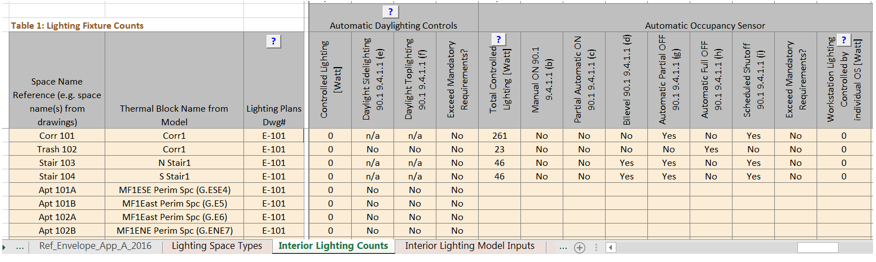 ?
Automatic Daylighting Controls
Automatic Occupancy Sensor
Table 1: Lighting Fixture Counts
?
?
?
Space Name
Reference (e.g. space
name(s) from
drawings)
Thermal Block Name from
Model
Lighting Plans
Dwg#
Controlled Lighting
[Watt]
Daylight Sidelighting
90.1 9.4.1.1 (e)
Daylight Toplighting
90.1 9.4.1.1 (f)
Exceed Mandatory
Requirements?
Total Controlled
Lighting [Watt]
Manual ON 90.1
9.4.1.1 (b)
Partial Automatic ON
90.1 9.4.1.1 (c)
Bilevel 90.1 9.4.1.1 (d)
Automatic Partial OFF
90.1 9.4.1.1 (g)
Automatic Full OFF
90.1 9.4.1.1 (h)
Scheduled Shutoff
90.1 9.4.1.1 (i)
Exceed Mandatory
Requirements?
Workstation Lighting
Controlled by
individual OS [Watt]
Corr 101 Corr1 E-101 0 n/a n/a No 261 No No No Yes No Yes No 0
Trash 102 Corr1 E-101 0 No No No 23 No No No No Yes No No 0
Stair 103 N Stair1 E-101 0 n/a n/a No 46 No No Yes Yes No Yes No 0
Stair 104 S Stair1 E-101 0 n/a n/a No 46 No No Yes Yes No Yes No 0
Apt 101A MF1ESE Perim Spc (G.ESE4) E-101 0 No No No
Apt 101B MF1East Perim Spc (G.E5) E-101 0 No No No
Apt 102A MF1East Perim Spc (G.E6) E-101 0 No No No
Apt 102B MF1ENE Perim Spc (G.ENE7) E-101 0 No No No
... Ref_Envelope_App_A_2016 Lighting Space Types Interior Lighting Counts Interior Lighting Model Inputs ...